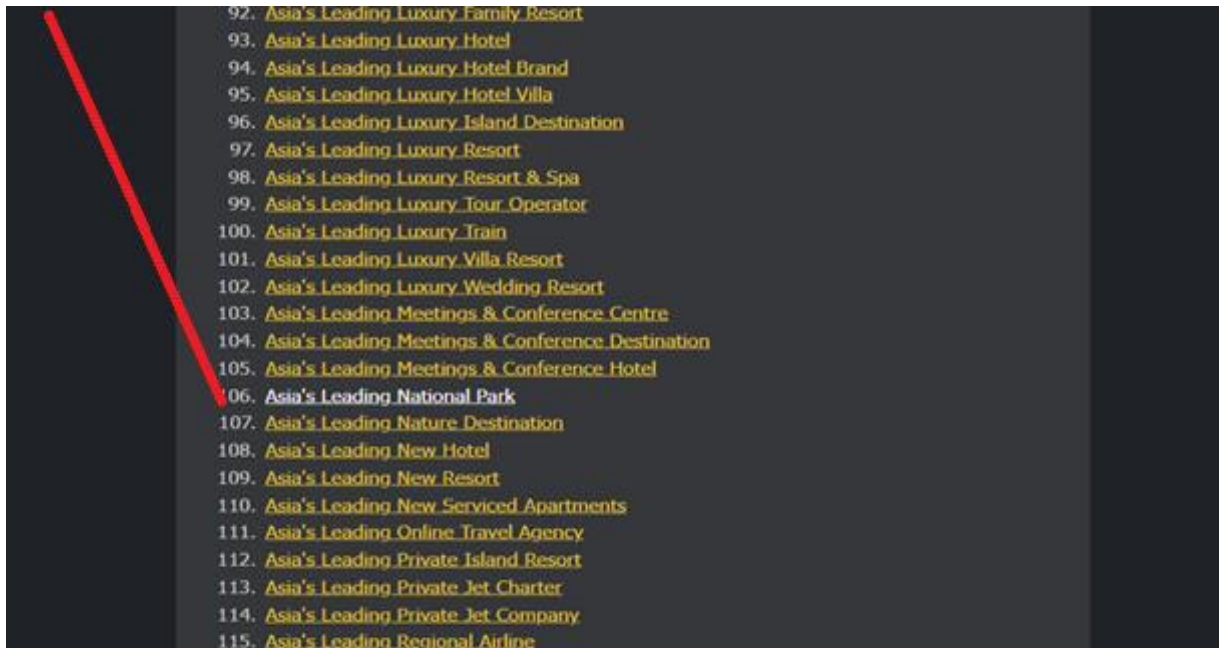 92. Asia's Leading Luxury Family Resort
93. Asia's Leading Luxury Hotel
94. Asia's Leading Luxury Hotel Brand
95. Asia's Leading Luxury Hotel Villa
96. Asia's Leading Luxury Island Destination
97. Asia's Leading Luxury Resort
98. Asia's Leading Luxury Resort & Spa
99. Asia's Leading Luxury Tour Operator
100. Asia's Leading Luxury Train
101. Asia's Leading Luxury Villa Resort
102. Asia's Leading Luxury Wedding Resort
103. Asia's Leading Meetings & Conference Centre
104. Asia's Leading Meetings & Conference Destination
105. Asia's Leading Meetings & Conference Hotel
106. Asia's Leading National Park
107. Asia's Leading Nature Destination
108. Asia's Leading New Hotel
109. Asia's Leading New Resort
110. Asia's Leading New Serviced Apartments
111. Asia's Leading Online Travel Agency
112. Asia's Leading Private Island Resort
113. Asia's Leading Private Jet Charter
114. Asia's Leading Private Jet Company
115. Asia's Leading Regional Airline